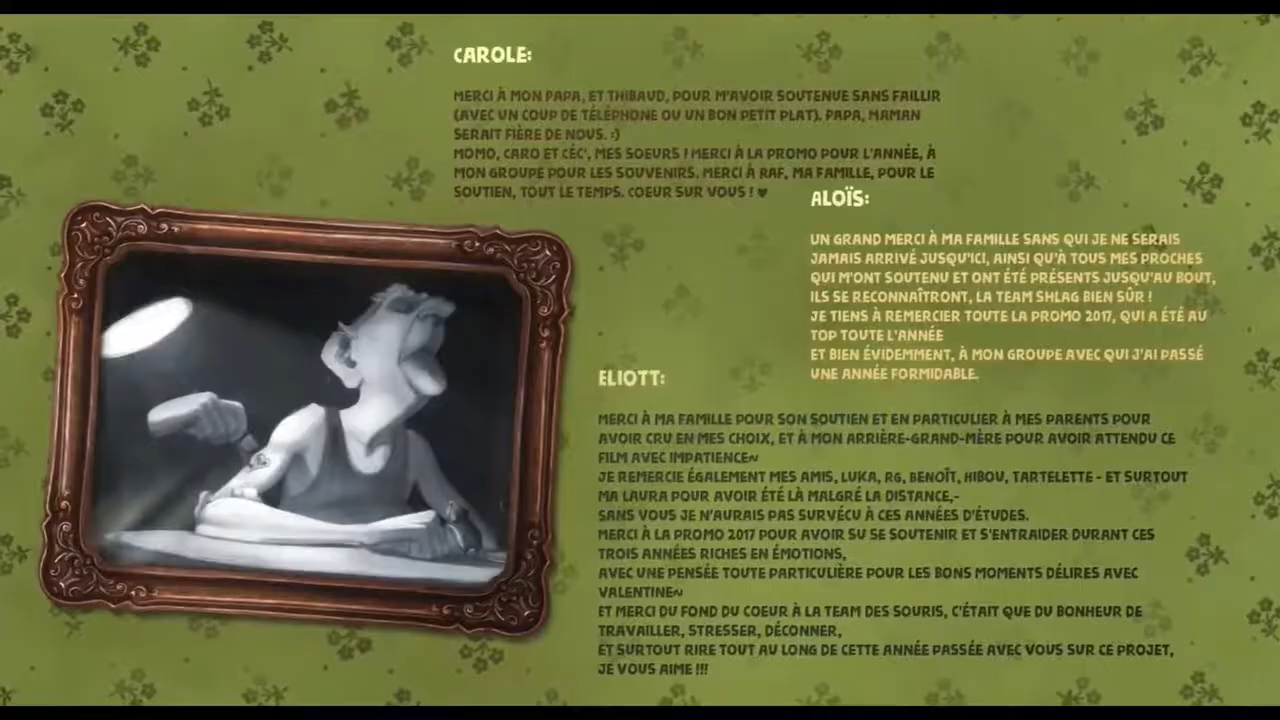 CAROLE:
MERCI À MON PAPA, ET THIBAUD, POUR M'AVOIR SOUTENUE SANS FAILLIR
(AVEC UN COUP DE TÉLÉPHONE OU UN BON PETIT PLAT). PAPA, MAMAN
SERAIT FIÈRE DE NOUS. :)
MOMO, CARO ET CÉC', MES SOEURS ! MERCI À LA PROMO POUR L'ANNÉE, À
MON GROUPE POUR LES SOUVENIRS. MERCI À RAF, MA FAMILLE, POUR LE
SOUTIEN, TOUT LE TEMPS. COEUR SUR VOUS ! ♥
ALOÏS:
UN GRAND MERCI À MA FAMILLE SANS QUI JE NE SERAIS
JAMAIS ARRIVÉ JUSQU'ICI, AINSI QU'À TOUS MES PROCHES
QUI M'ONT SOUTENU ET ONT ÉTÉ PRÉSENTS JUSQU'AU BOUT,
ILS SE RECONNAÎTRONT, LA TEAM SHLAG BIEN SÛR !
JE TIENS À REMERCIER TOUTE LA PROMO 2017, QUI A ÉTÉ AU
TOP TOUTE L'ANNÉE
ET BIEN ÉVIDEMMENT, À MON GROUPE AVEC QUI J'AI PASSÉ
UNE ANNÉE FORMIDABLE.
ELIOTT:
MERCI À MA FAMILLE POUR SON SOUTIEN ET EN PARTICULIER À MES PARENTS POUR
AVOIR CRU EN MES CHOIX, ET À MON ARRIÈRE-GRAND-MÈRE POUR AVOIR ATTENDU CE
FILM AVEC IMPATIENCE~
JE REMERCIE ÉGALEMENT MES AMIS, LUKA, RG, BENOÎT, HIBOU, TARTELETTE - ET SURTOUT
MA LAURA POUR AVOIR ÉTÉ LÀ MALGRÉ LA DISTANCE,-
SANS VOUS JE N'AURAIS PAS SURVÉCU À CES ANNÉES D'ÉTUDES.
MERCI À LA PROMO 2017 POUR AVOIR SU SE SOUTENIR ET S'ENTRAIDER DURANT CES
TROIS ANNÉES RICHES EN ÉMOTIONS,
AVEC UNE PENSÉE TOUTE PARTICULIÈRE POUR LES BONS MOMENTS DÉLIRES AVEC
VALENTINE~
ET MERCI DU FOND DU COEUR À LA TEAM DES SOURIS, C'ÉTAIT QUE DU BONHEUR DE
TRAVAILLER, STRESSER, DÉCONNER,
ET SURTOUT RIRE TOUT AU LONG DE CETTE ANNÉE PASSÉE AVEC VOUS SUR CE PROJET,
JE VOUS AIME !!!